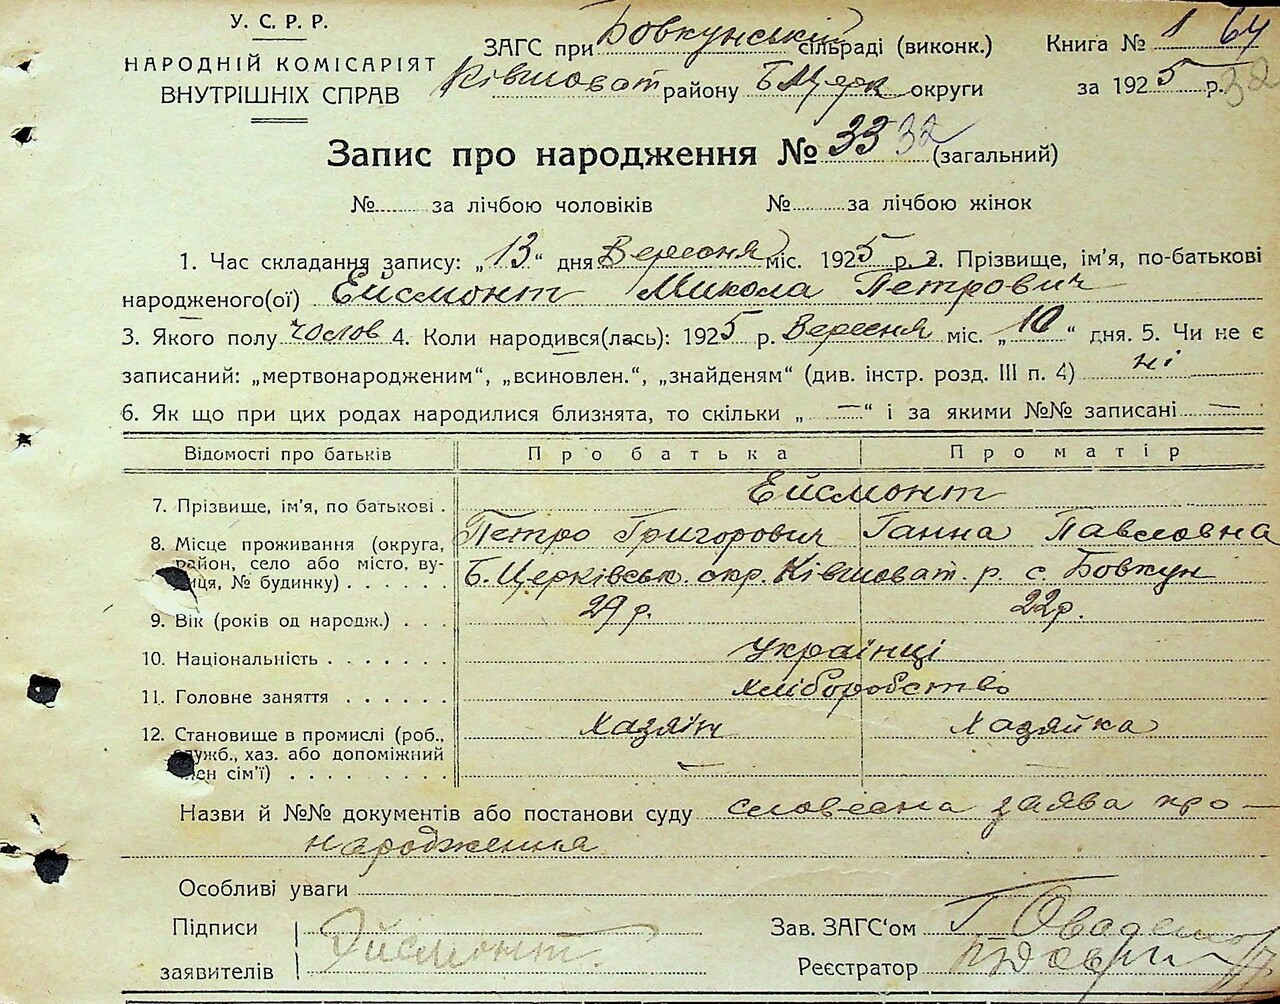 У. С. Р. Р.
НАРОДНІЙ КОМІСАРІЯТ
ВНУТРІШНІХ СПРАВ
ЗАГС при Бовкунській сільраді (виконк.) Книга № 1 64
Ківшоват району Б Церк округи за 1925 р. 32
Запис про народження № 33 32 (загальний)
№ за лічбою чоловіків № за лічбою жінок
1. Час складання запису: „13“ дня Вересня міс. 1925 р. 2. Прізвище, ім'я, по-батькові
народженого(ої) Ейсмонт Микола Петрович
3. Якого полу чолов 4. Коли народився(лась): 1925 р. Вересня міс. „10“ дня. 5. Чи не є
записаний: „мертвонародженим“, „всиновлен.“, „знайденям“ (див. інстр. розд. III п. 4) ні
6. Як що при цих родах народилися близнята, то скільки „—“ і за якими №№ записані —
Відомості про батьків Про батька Про матір
Ейсмонт
7. Прізвище, ім'я, по батькові .
Петро Григорович Ганна Павловна
8. Місце проживання (округа,
район, село або місто, ву-
лиця, № будинку) . . . . . Б. Церківськ. окр. Ківшоват. р. с. Бовкун
9. Вік (років од народж.) . . . 29 р. 22 р.
10. Національність . . . . . . . Українці
11. Головне заняття . . . . . . хліборобство
12. Становище в промислі (роб., Хазяїн Хазяйка
служб., хаз. або допоміжний
член сім'ї) . . . . . . . . —
Назви й №№ документів або постанови суду словесна заява про
народження
Особливі уваги
Підписи
заявителів Эйсмонт.
Зав. ЗАГС'ом Г.
Реєстратор